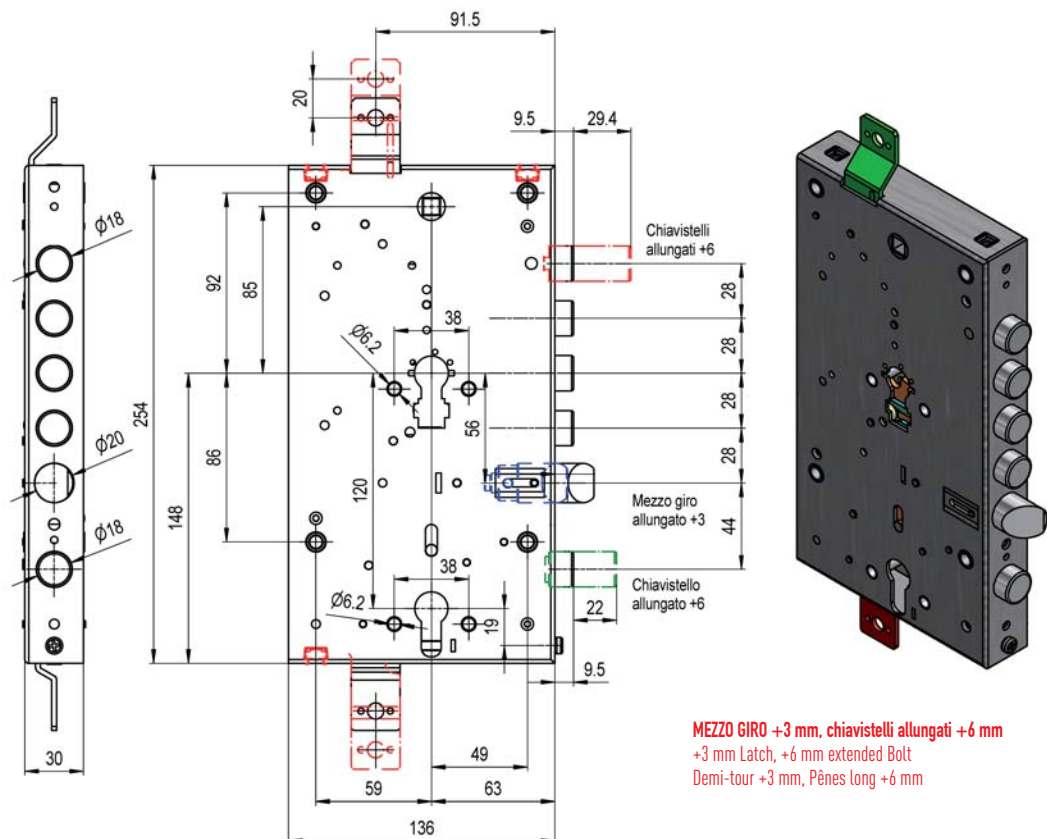 91.5
20
9.5
29.4
Ø18
Chiavistelli
allungati +6
92
85
28
38
28
Ø6.2
254
28
56
86
28
Ø20
120
148
Mezzo giro
allungato +3
44
Ø18
38
Chiavistello
allungato +6
Ø6.2
22
19
9.5
MEZZO GIRO +3 mm, chiavistelli allungati +6 mm
+3 mm Latch, +6 mm extended Bolt
Demi-tour +3 mm, Pênes long +6 mm
30
49
59
63
136